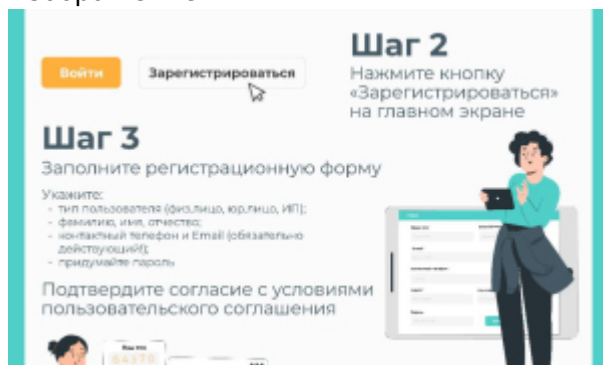 Шаг 2
Войти
Зарегистрироваться
Нажмите кнопку
«Зарегистрироваться»
на главном экране
Шаг 3
Заполните регистрационную форму
Укажите:
- тип пользователя (физ.лицо, юр.лицо, ИП);
- фамилию, имя, отчество;
- контактный телефон и Email (обязательно
действующий!);
- придумайте пароль
Подтвердите согласие с условиями
пользовательского соглашения